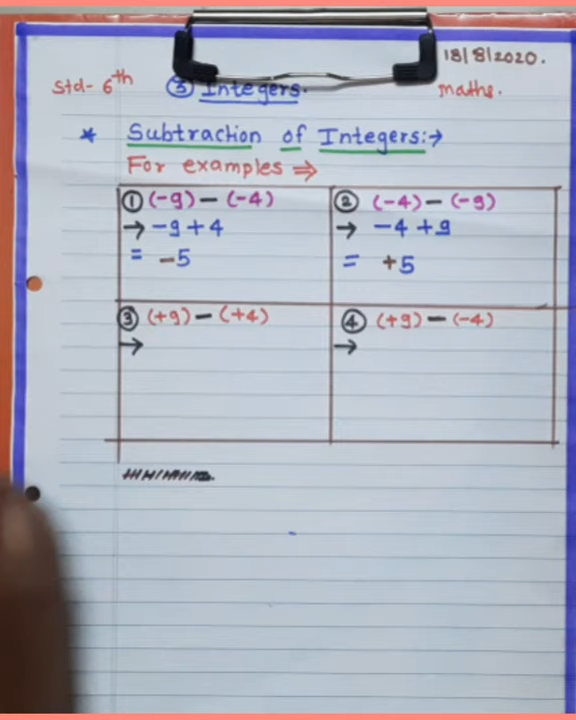 18/8/2020.
Std- 6th ③ Integers. maths.
* Subtraction of Integers:→
For examples ⇒
① (-9) - (-4)
→ -9 + 4
= -5
② (-4) - (-9)
→ -4 + 9
= +5
③ (+9) - (+4)
→
④ (+9) - (-4)
→